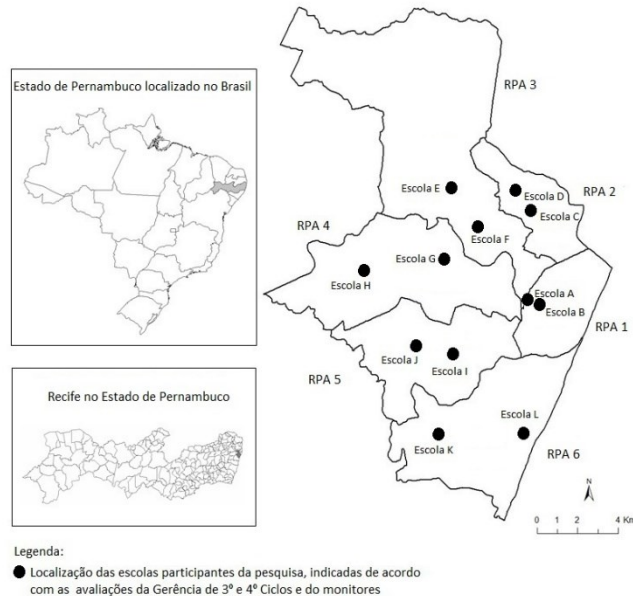 Estado de Pernambuco localizado no Brasil
Recife no Estado de Pernambuco
RPA 3
RPA 2
Escola E
Escola D
Escola C
Escola F
RPA 4
Escola G
Escola H
Escola A
Escola B
RPA 1
Escola J
Escola I
RPA 5
Escola L
Escola K
RPA 6
N
0 1 2 4 Km
Legenda:
Localização das escolas participantes da pesquisa, indicadas de acordo
com as avaliações da Gerência de 3º e 4º Ciclos e do monitores